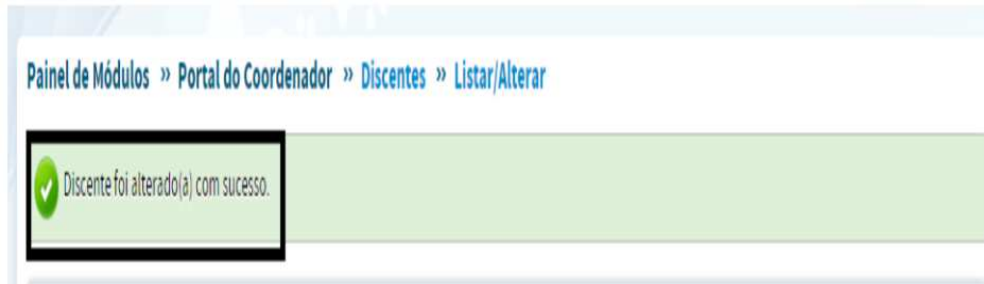 Painel de Módulos » Portal do Coordenador » Discentes » Listar/Alterar
Discente foi alterado(a) com sucesso.